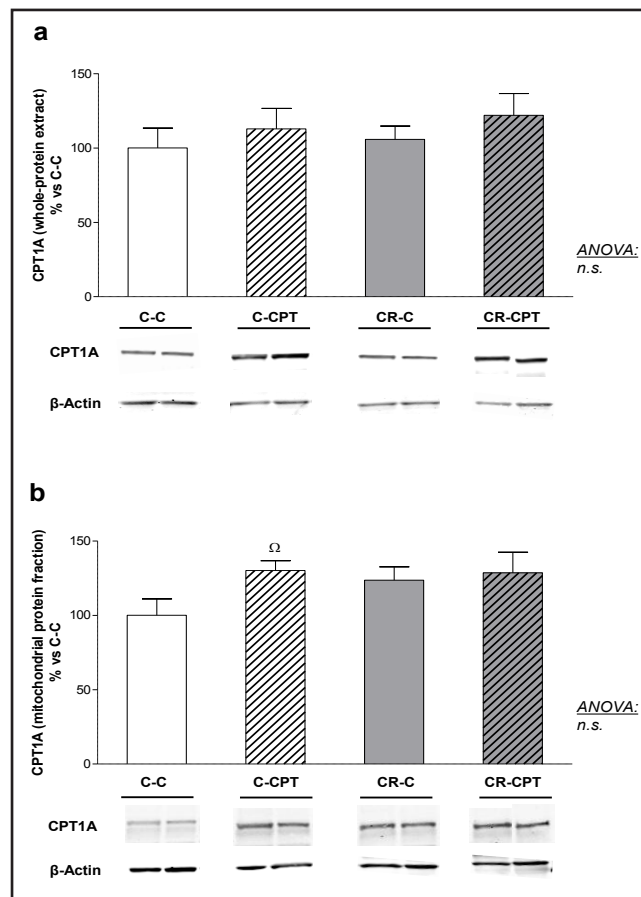 a
CPT1A (whole-protein extract)
% vs C-C
150
100
50
0
ANOVA:
n.s.
C-C C-CPT CR-C CR-CPT
CPT1A
β-Actin
b
CPT1A (mitochondrial protein fraction)
% vs C-C
150
100
50
0
Ω
ANOVA:
n.s.
C-C C-CPT CR-C CR-CPT
CPT1A
β-Actin